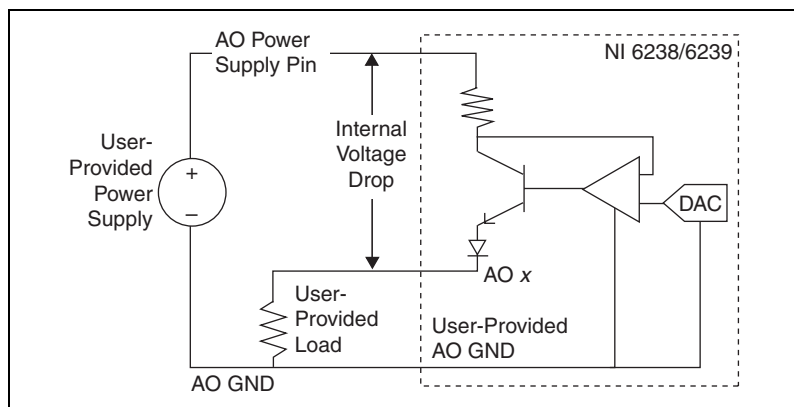 AO Power
Supply Pin
NI 6238/6239
User-
Provided
Power
Supply
+
–
Internal
Voltage
Drop
DAC
AO x
User-
Provided
Load
User-Provided
AO GND
AO GND